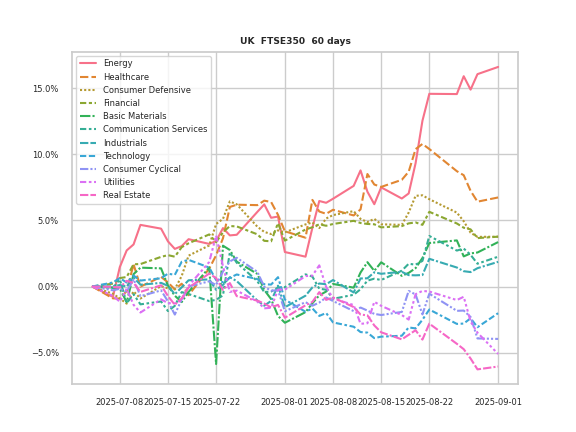 UK FTSE350 60 days
Energy
Healthcare
Consumer Defensive
Financial
Basic Materials
Communication Services
Industrials
Technology
Consumer Cyclical
Utilities
Real Estate
15.0%
10.0%
5.0%
0.0%
−5.0%
2025-07-08
2025-07-15
2025-07-22
2025-08-01
2025-08-08
2025-08-15
2025-08-22
2025-09-01